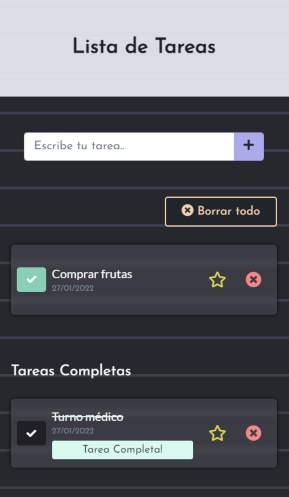 Lista de Tareas
Escribe tu tarea..
Borrar todo
Comprar frutas
27/01/2022
Tareas Completas
Turno médico
27/01/2022
Tarea Completa!